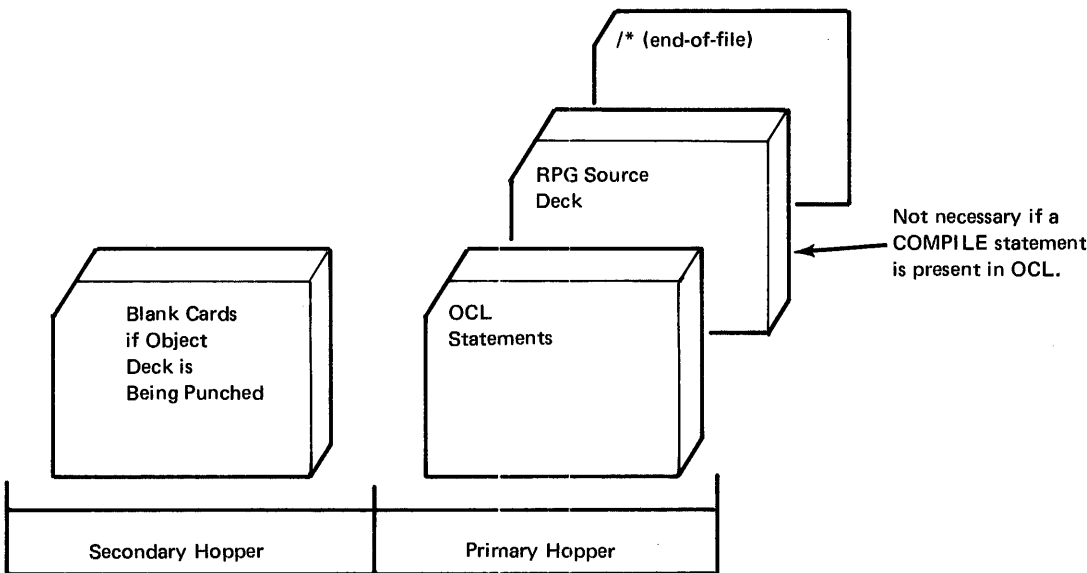 /* (end-of-file)
RPG Source
Deck
Not necessary if a
COMPILE statement
is present in OCL.
Blank Cards
if Object
Deck is
Being Punched
OCL
Statements
Secondary Hopper
Primary Hopper